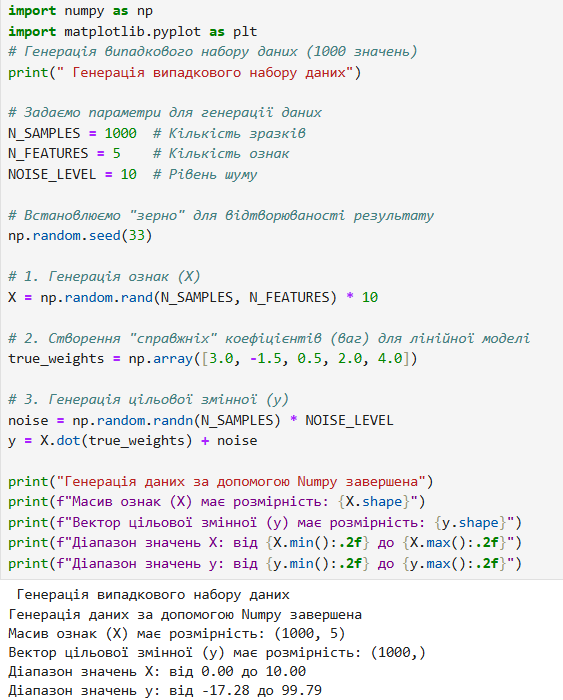 import numpy as np
import matplotlib.pyplot as plt
# Генерація випадкового набору даних (1000 значень)
print(" Генерація випадкового набору даних")
# Задаємо параметри для генерації даних
N_SAMPLES = 1000  # Кількість зразків
N_FEATURES = 5    # Кількість ознак
NOISE_LEVEL = 10  # Рівень шуму
# Встановлюємо "зерно" для відтворюваності результату
np.random.seed(33)
# 1. Генерація ознак (X)
X = np.random.rand(N_SAMPLES, N_FEATURES) * 10
# 2. Створення "справжніх" коефіцієнтів (ваг) для лінійної моделі
true_weights = np.array([3.0, -1.5, 0.5, 2.0, 4.0])
# 3. Генерація цільової змінної (y)
noise = np.random.randn(N_SAMPLES) * NOISE_LEVEL
y = X.dot(true_weights) + noise
print("Генерація даних за допомогою Numpy завершена")
print(f"Масив ознак (X) має розмірність: {X.shape}")
print(f"Вектор цільової змінної (y) має розмірність: {y.shape}")
print(f"Діапазон значень X: від {X.min():.2f} до {X.max():.2f}")
print(f"Діапазон значень y: від {y.min():.2f} до {y.max():.2f}")
 Генерація випадкового набору даних
Генерація даних за допомогою Numpy завершена
Масив ознак (X) має розмірність: (1000, 5)
Вектор цільової змінної (y) має розмірність: (1000,)
Діапазон значень X: від 0.00 до 10.00
Діапазон значень y: від -17.28 до 99.79